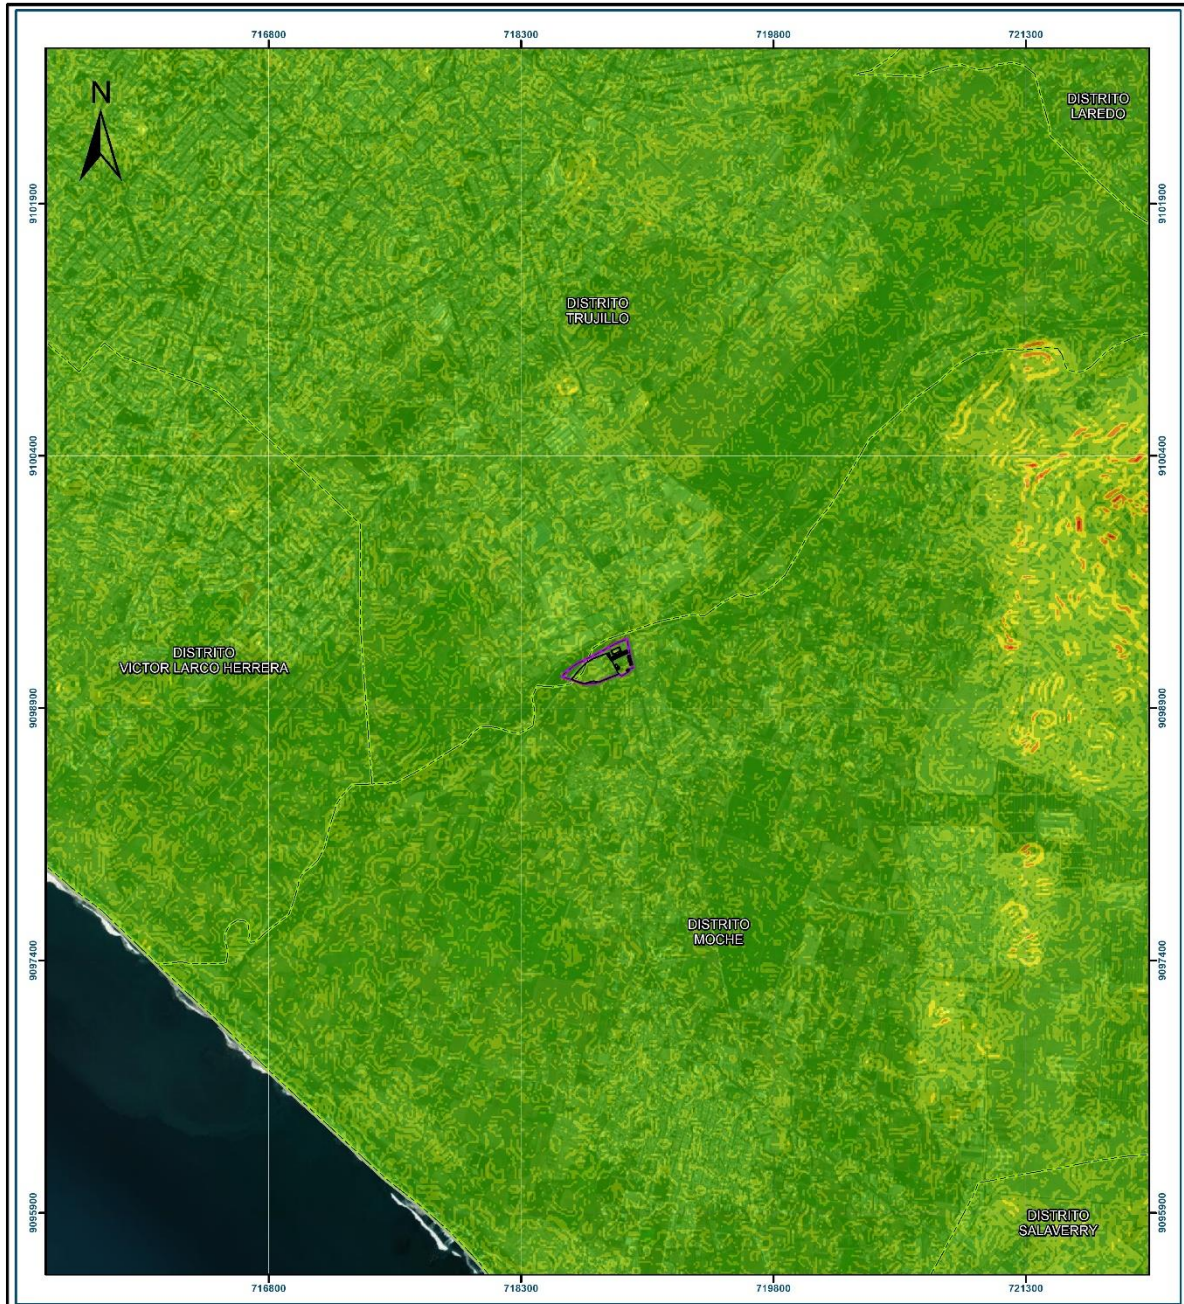 716800 718300 719800 721300
N
DISTRITO
LAREDO
9101900 9101900
DISTRITO
TRUJILLO
9100400 9100400
DISTRITO
VICTOR LARCO HERRERA
9098900 9098900
DISTRITO
MOCHE
9097400 9097400
DISTRITO
SALAVERRY
9095900 9095900
716800 718300 719800 721300